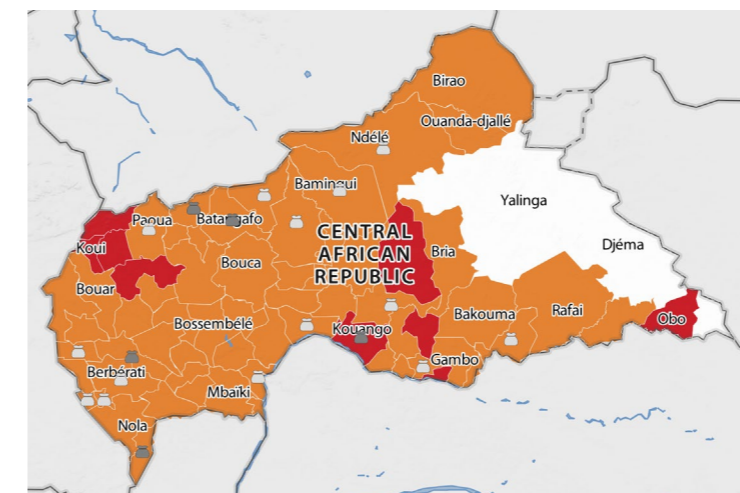 Birao
Ouanda-djallé
Ndélé
Bamingui
Yalinga
Paoua
Batangafo
CENTRAL
AFRICAN
REPUBLIC
Koui
Bria
Djéma
Bouca
Bouar
Bossembélé
Kouango
Bakouma
Rafai
Obo
Gambo
Berbérati
Mbaïki
Nola